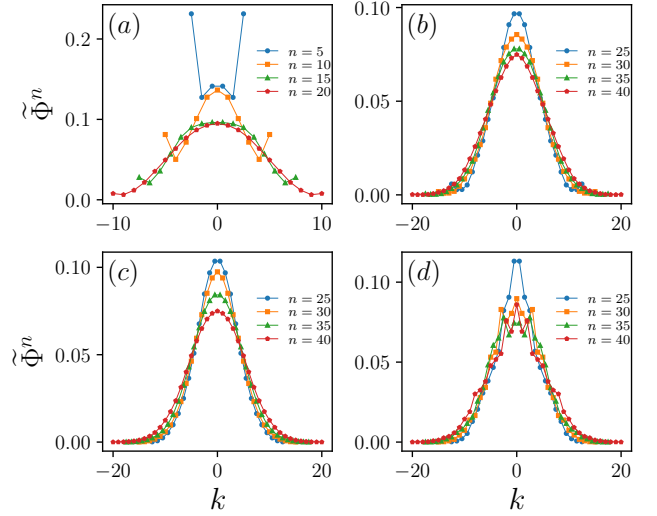 (a)
n = 5
n = 10
n = 15
n = 20
0.2
0.1
0.0
Φ̃ⁿ
−10 0 10
(b)
n = 25
n = 30
n = 35
n = 40
0.10
0.05
0.00
−20 0 20
(c)
n = 25
n = 30
n = 35
n = 40
0.10
0.05
0.00
Φ̃ⁿ
−20 0 20
k
(d)
n = 25
n = 30
n = 35
n = 40
0.10
0.05
0.00
−20 0 20
k